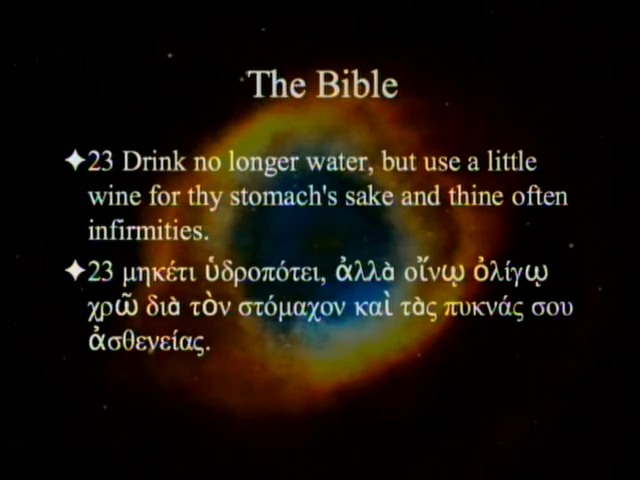 The Bible
✦23 Drink no longer water, but use a little
wine for thy stomach's sake and thine often
infirmities.
✦23 μηκέτι ὑδροπότει, ἀλλὰ οἴνῳ ὀλίγῳ
χρῶ διὰ τὸν στόμαχον καὶ τὰς πυκνάς σου
ἀσθενείας.